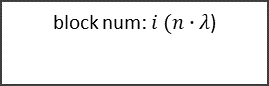 block num: 𝑖 (𝑛 · 𝜆)